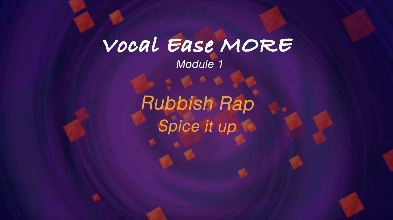 Vocal Ease MORE
Module 1
Rubbish Rap
Spice it up